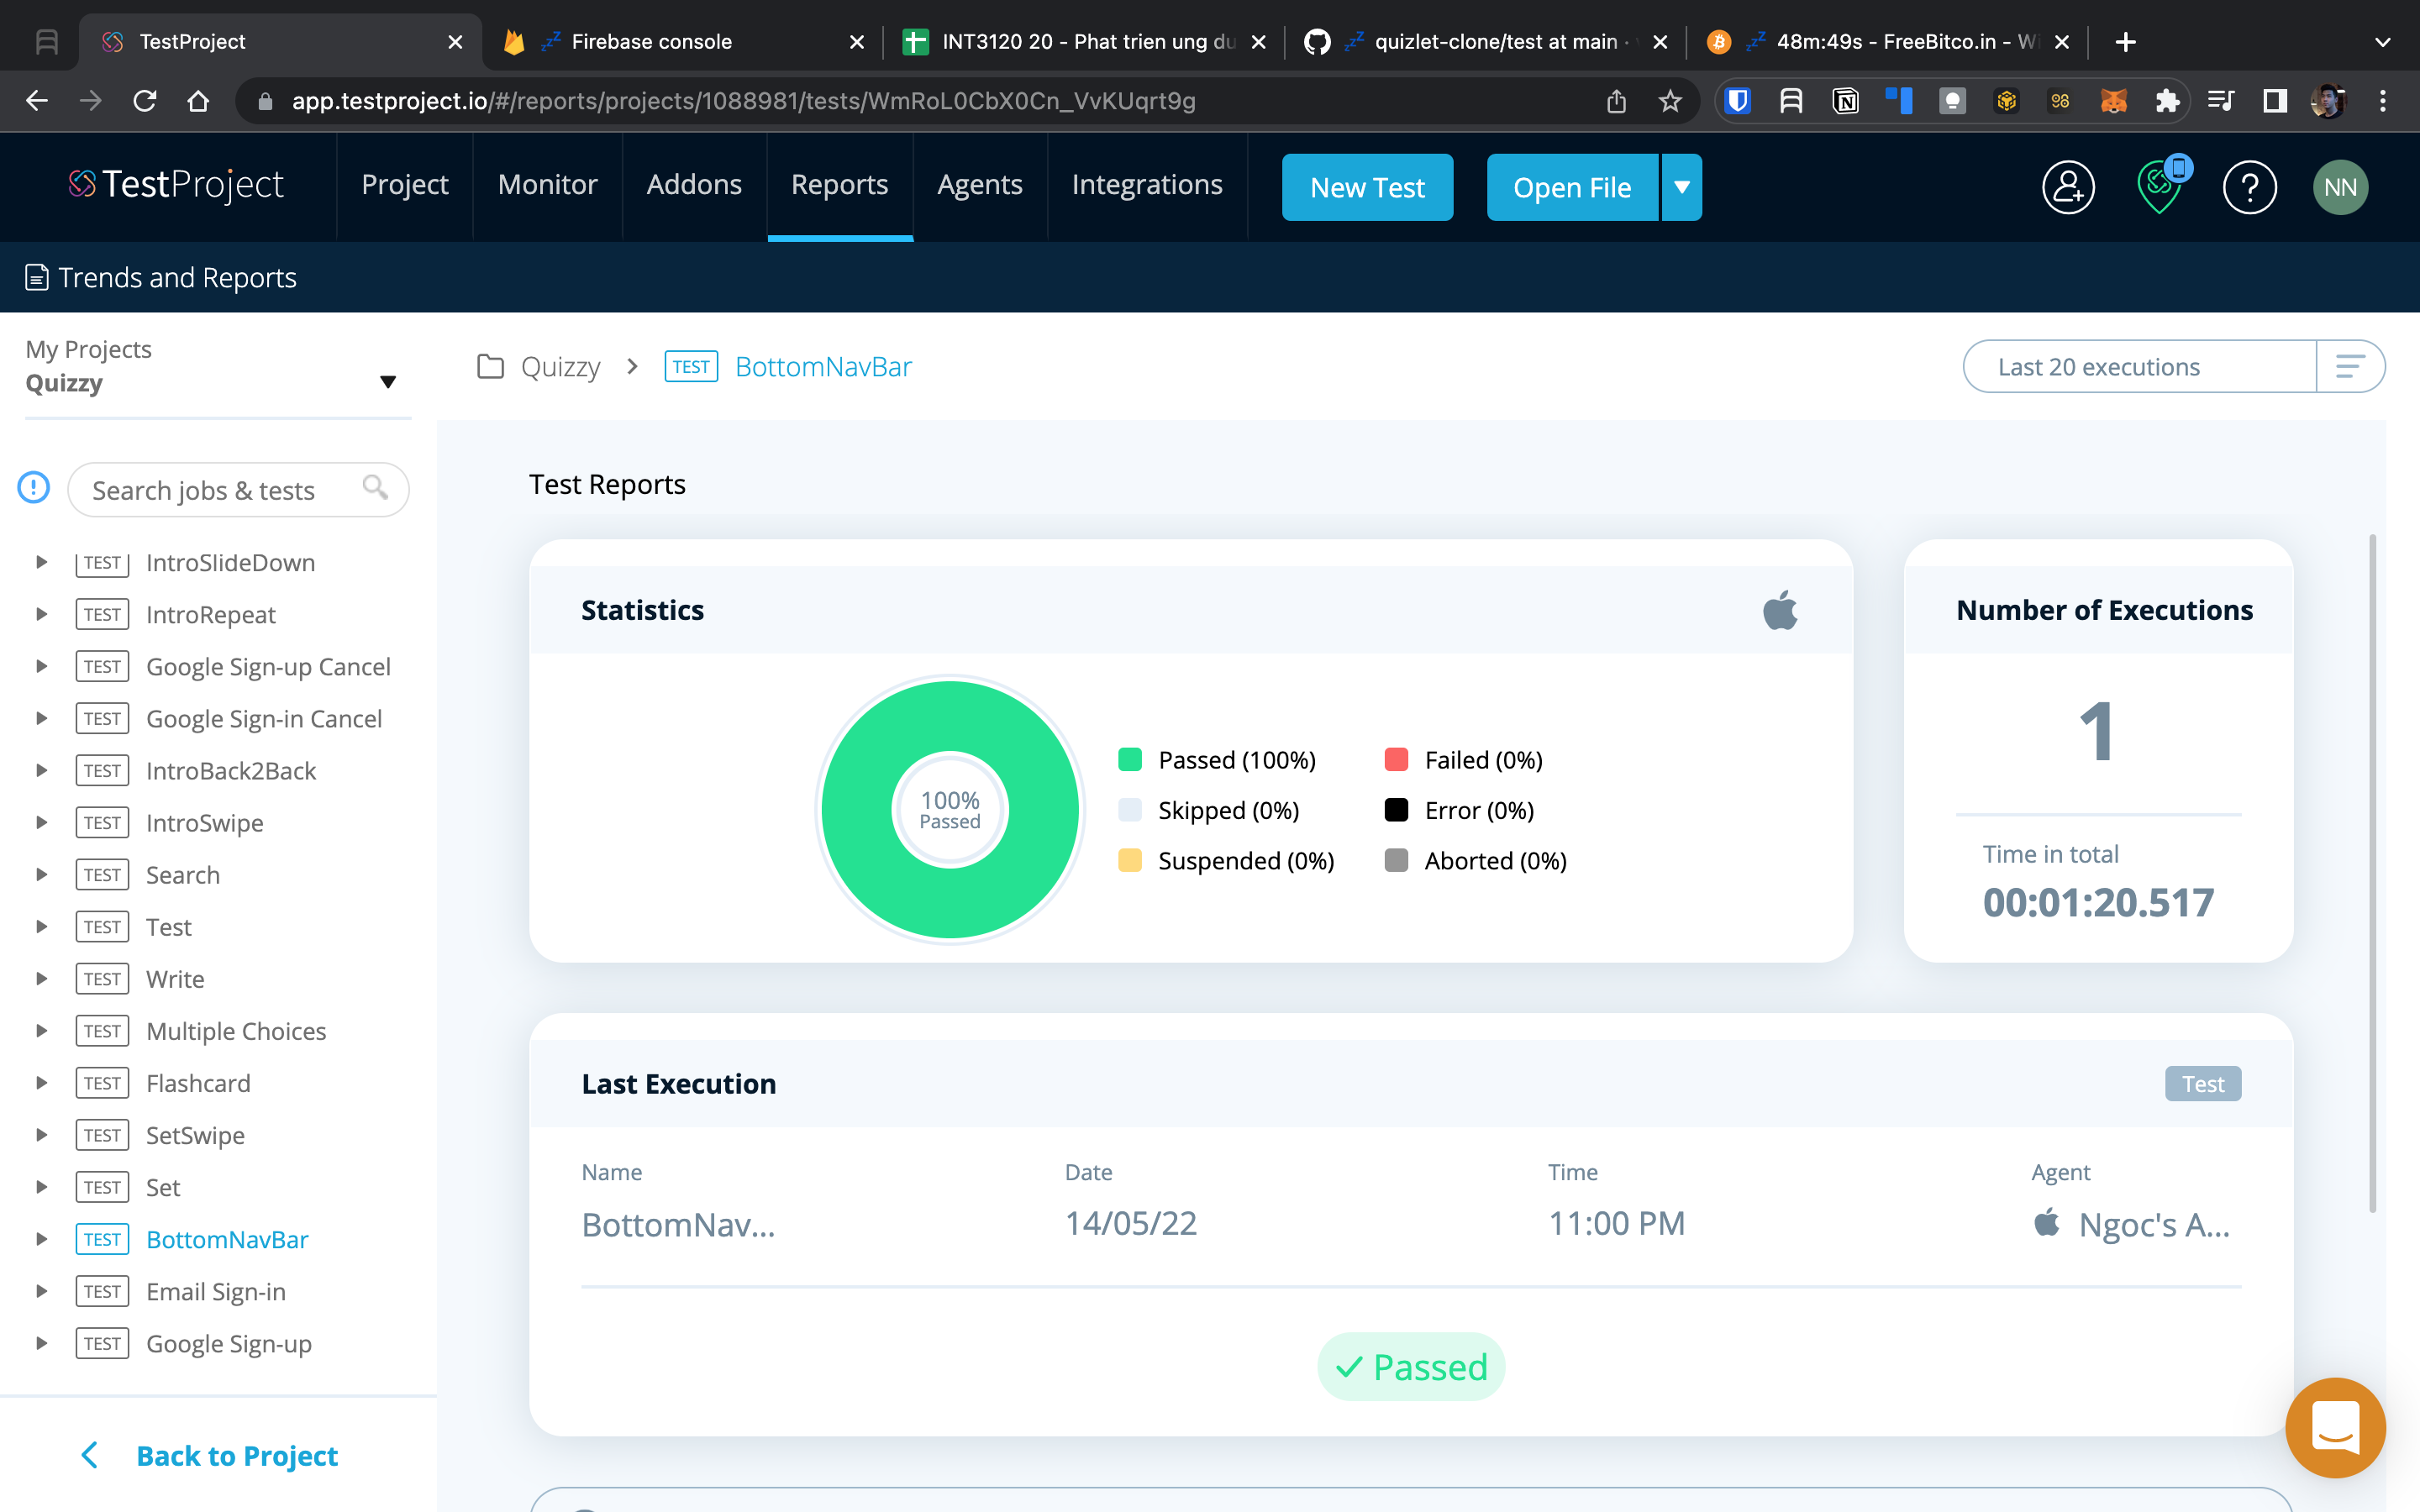 TestProject
Firebase console
INT3120 20 - Phat trien ung du
quizlet-clone/test at main ·
48m:49s - FreeBitco.in - Wi
app.testproject.io/#/reports/projects/1088981/tests/WmRoL0CbX0Cn_VvKUqrt9g
TestProject
Project
Monitor
Addons
Reports
Agents
Integrations
New Test
Open File
NN
Trends and Reports
My Projects
Quizzy
Quizzy > TEST BottomNavBar
Last 20 executions
Search jobs & tests
TEST IntroSlideDown
TEST IntroRepeat
TEST Google Sign-up Cancel
TEST Google Sign-in Cancel
TEST IntroBack2Back
TEST IntroSwipe
TEST Search
TEST Test
TEST Write
TEST Multiple Choices
TEST Flashcard
TEST SetSwipe
TEST Set
TEST BottomNavBar
TEST Email Sign-in
TEST Google Sign-up
Back to Project
Test Reports
Statistics
100%
Passed
Passed (100%)
Failed (0%)
Skipped (0%)
Error (0%)
Suspended (0%)
Aborted (0%)
Number of Executions
1
Time in total
00:01:20.517
Last Execution
Test
Name
Date
Time
Agent
BottomNav...
14/05/22
11:00 PM
Ngoc's A...
Passed